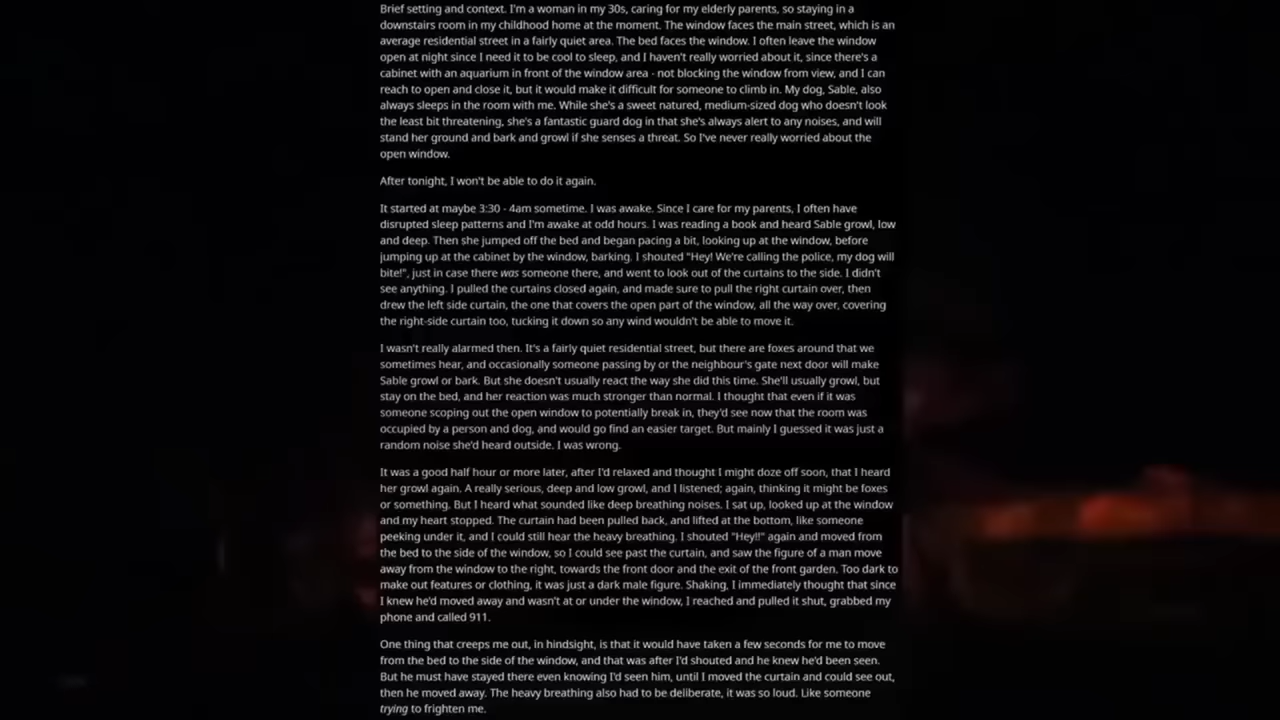 Brief setting and context. I'm a woman in my 30s, caring for my elderly parents, so staying in a
downstairs room in my childhood home at the moment. The window faces the main street, which is an
average residential street in a fairly quiet area. The bed faces the window. I often leave the window
open at night since I need it to be cool to sleep, and I haven't really worried about it, since there's a
cabinet with an aquarium in front of the window area - not blocking the window from view, and I can
reach to open and close it, but it would make it difficult for someone to climb in. My dog, Sable, also
always sleeps in the room with me. While she's a sweet natured, medium-sized dog who doesn't look
the least bit threatening, she's a fantastic guard dog in that she's always alert to any noises, and will
stand her ground and bark and growl if she senses a threat. So I've never really worried about the
open window.
After tonight, I won't be able to do it again.
It started at maybe 3:30 - 4am sometime. I was awake. Since I care for my parents, I often have
disrupted sleep patterns and I'm awake at odd hours. I was reading a book and heard Sable growl, low
and deep. Then she jumped off the bed and began pacing a bit, looking up at the window, before
jumping up at the cabinet by the window, barking. I shouted "Hey! We're calling the police, my dog will
bite!", just in case there was someone there, and went to look out of the curtains to the side. I didn't
see anything. I pulled the curtains closed again, and made sure to pull the right curtain over, then
drew the left side curtain, the one that covers the open part of the window, all the way over, covering
the right-side curtain too, tucking it down so any wind wouldn't be able to move it.
I wasn't really alarmed then. It's a fairly quiet residential street, but there are foxes around that we
sometimes hear, and occasionally someone passing by or the neighbour's gate next door will make
Sable growl or bark. But she doesn't usually react the way she did this time. She'll usually growl, but
stay on the bed, and her reaction was much stronger than normal. I thought that even if it was
someone scoping out the open window to potentially break in, they'd see now that the room was
occupied by a person and dog, and would go find an easier target. But mainly I guessed it was just a
random noise she'd heard outside. I was wrong.
It was a good half hour or more later, after I'd relaxed and thought I might doze off soon, that I heard
her growl again. A really serious, deep and low growl, and I listened; again, thinking it might be foxes
or something. But I heard what sounded like deep breathing noises. I sat up, looked up at the window
and my heart stopped. The curtain had been pulled back, and lifted at the bottom, like someone
peeking under it, and I could still hear the heavy breathing. I shouted "Hey!!" again and moved from
the bed to the side of the window, so I could see past the curtain, and saw the figure of a man move
away from the window to the right, towards the front door and the exit of the front garden. Too dark to
make out features or clothing, it was just a dark male figure. Shaking, I immediately thought that since
I knew he'd moved away and wasn't at or under the window, I reached and pulled it shut, grabbed my
phone and called 911.
One thing that creeps me out, in hindsight, is that it would have taken a few seconds for me to move
from the bed to the side of the window, and that was after I'd shouted and he knew he'd been seen.
But he must have stayed there even knowing I'd seen him, until I moved the curtain and could see out,
then he moved away. The heavy breathing also had to be deliberate, it was so loud. Like someone
trying to frighten me.